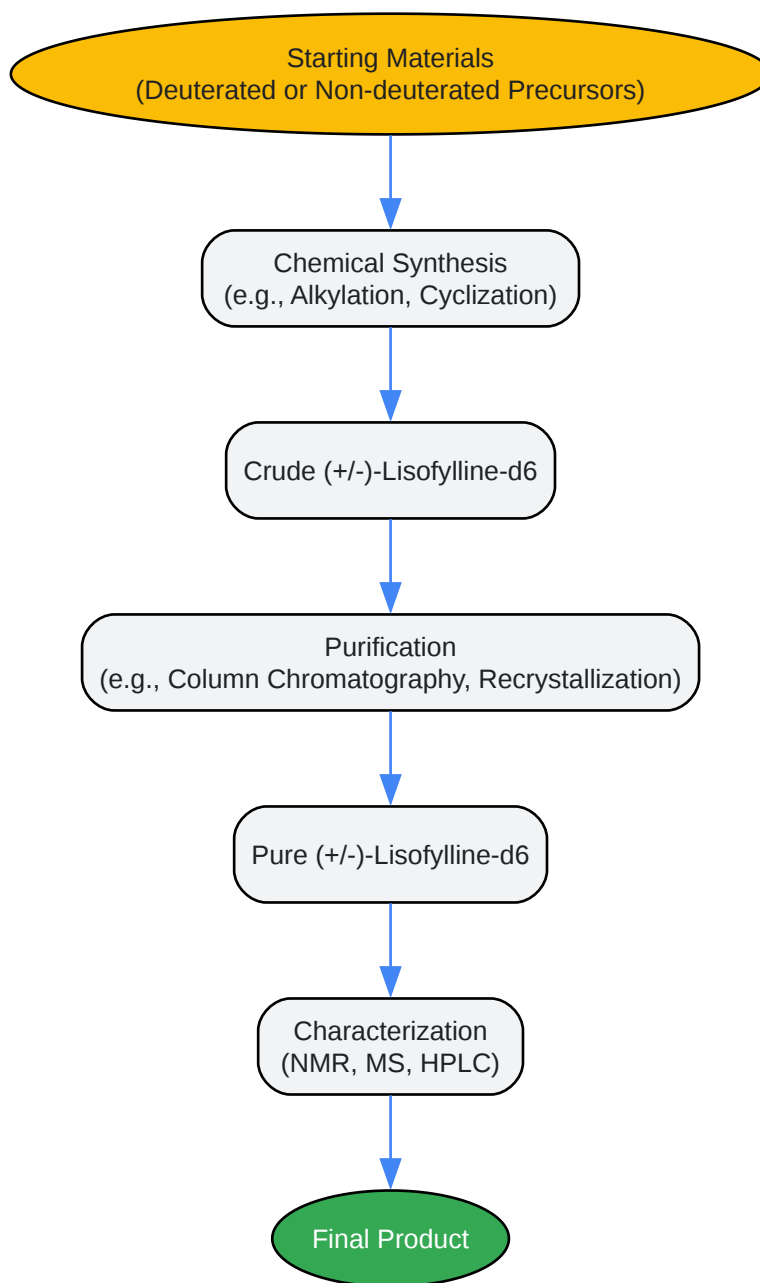 Starting Materials
(Deuterated or Non-deuterated Precursors)
Chemical Synthesis
(e.g., Alkylation, Cyclization)
Crude (+/-)-Lisofylline-d6
Purification
(e.g., Column Chromatography, Recrystallization)
Pure (+/-)-Lisofylline-d6
Characterization
(NMR, MS, HPLC)
Final Product